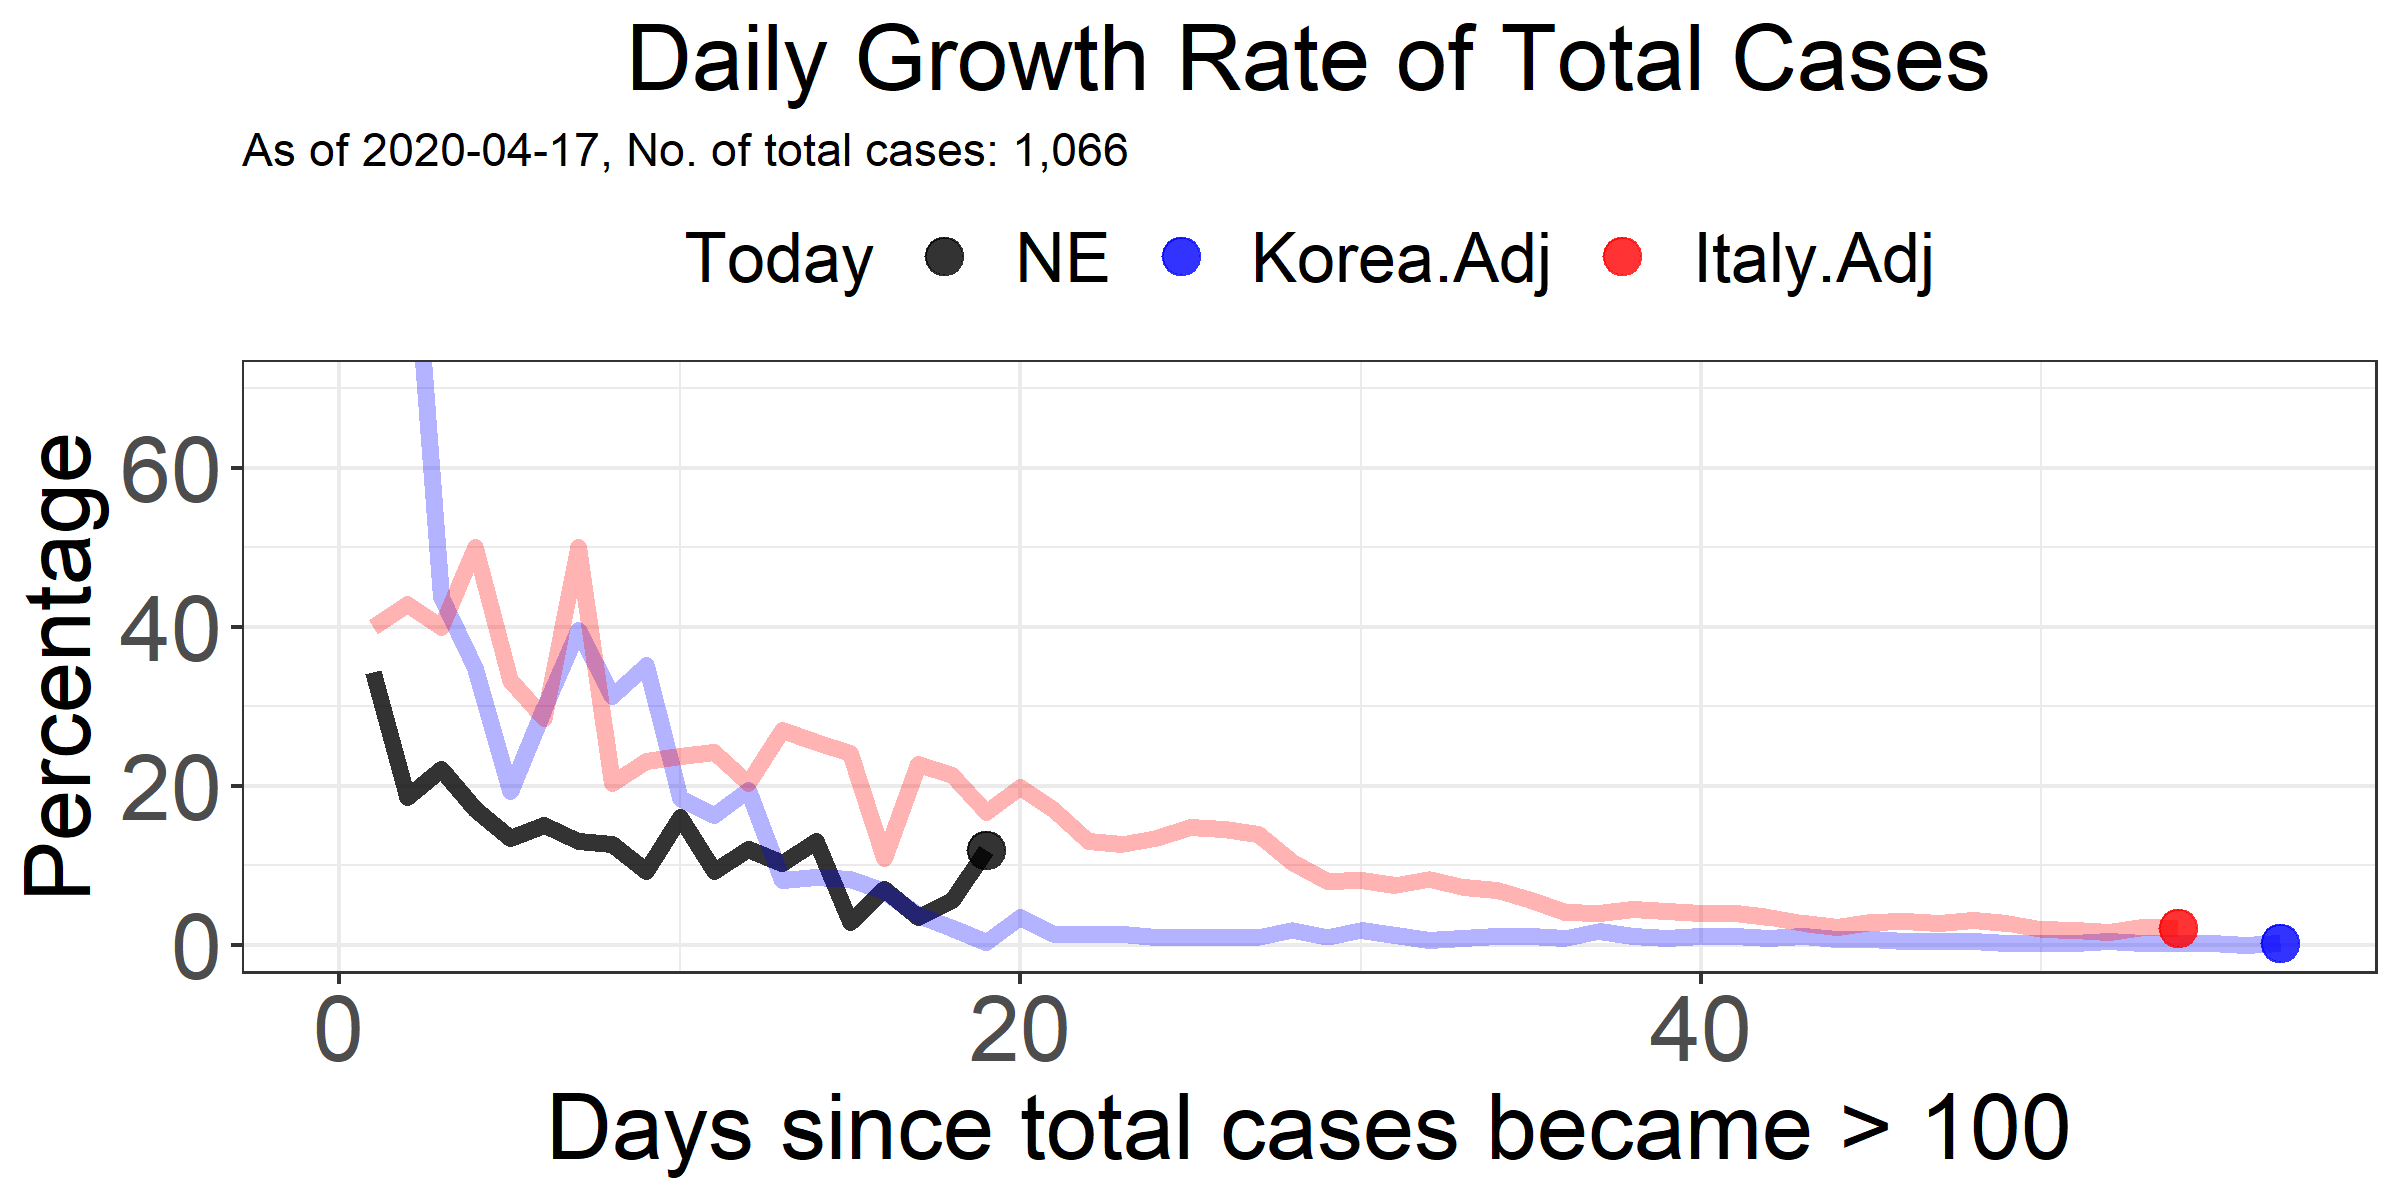 Daily Growth Rate of Total Cases
As of 2020-04-17, No. of total cases: 1,066
Today NE Korea.Adj Italy.Adj
Percentage
60
40
20
0
0 20 40
Days since total cases became > 100